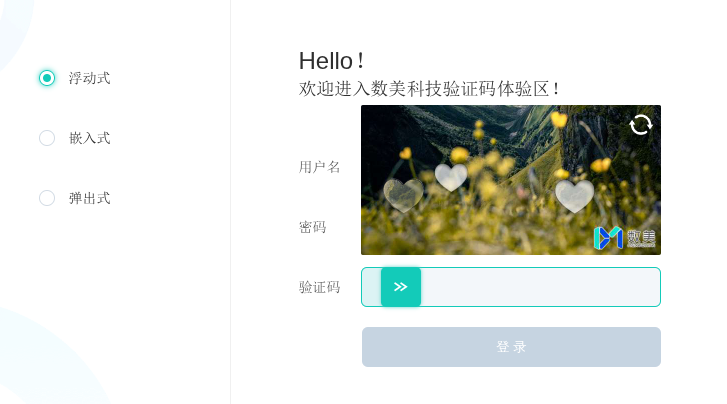 浮动式
嵌入式
弹出式
Hello！
欢迎进入数美科技验证码体验区！
用户名
密码
数美
验证码
登录